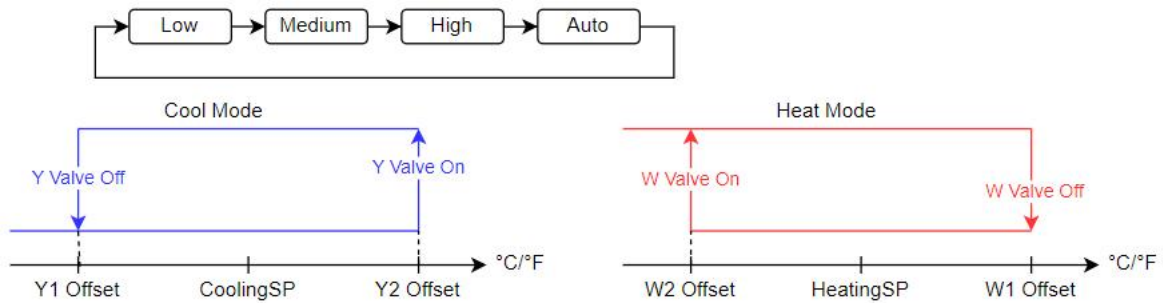 Low Medium High Auto
Cool Mode Heat Mode
Y Valve On W Valve On
Y Valve Off W Valve Off
°C/°F °C/°F
Y1 Offset CoolingSP Y2 Offset W2 Offset HeatingSP W1 Offset